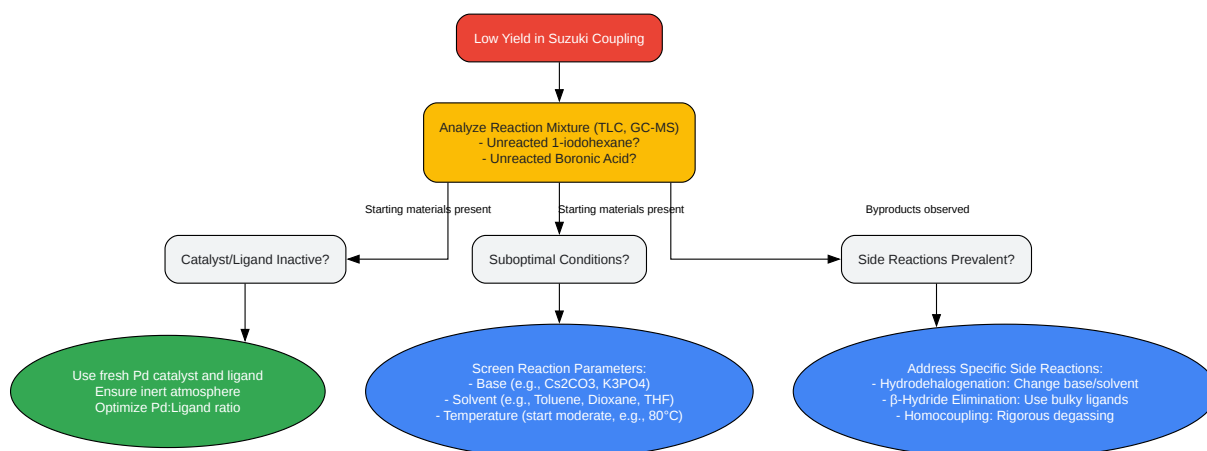 Low Yield in Suzuki Coupling
Analyze Reaction Mixture (TLC, GC-MS)
- Unreacted 1-iodohexane?
- Unreacted Boronic Acid?
Starting materials present
Starting materials present
Byproducts observed
Catalyst/Ligand Inactive?
Suboptimal Conditions?
Side Reactions Prevalent?
Use fresh Pd catalyst and ligand
Ensure inert atmosphere
Optimize Pd:Ligand ratio
Screen Reaction Parameters:
- Base (e.g., Cs2CO3, K3PO4)
- Solvent (e.g., Toluene, Dioxane, THF)
- Temperature (start moderate, e.g., 80°C)
Address Specific Side Reactions:
- Hydrodehalogenation: Change base/solvent
- β-Hydride Elimination: Use bulky ligands
- Homocoupling: Rigorous degassing